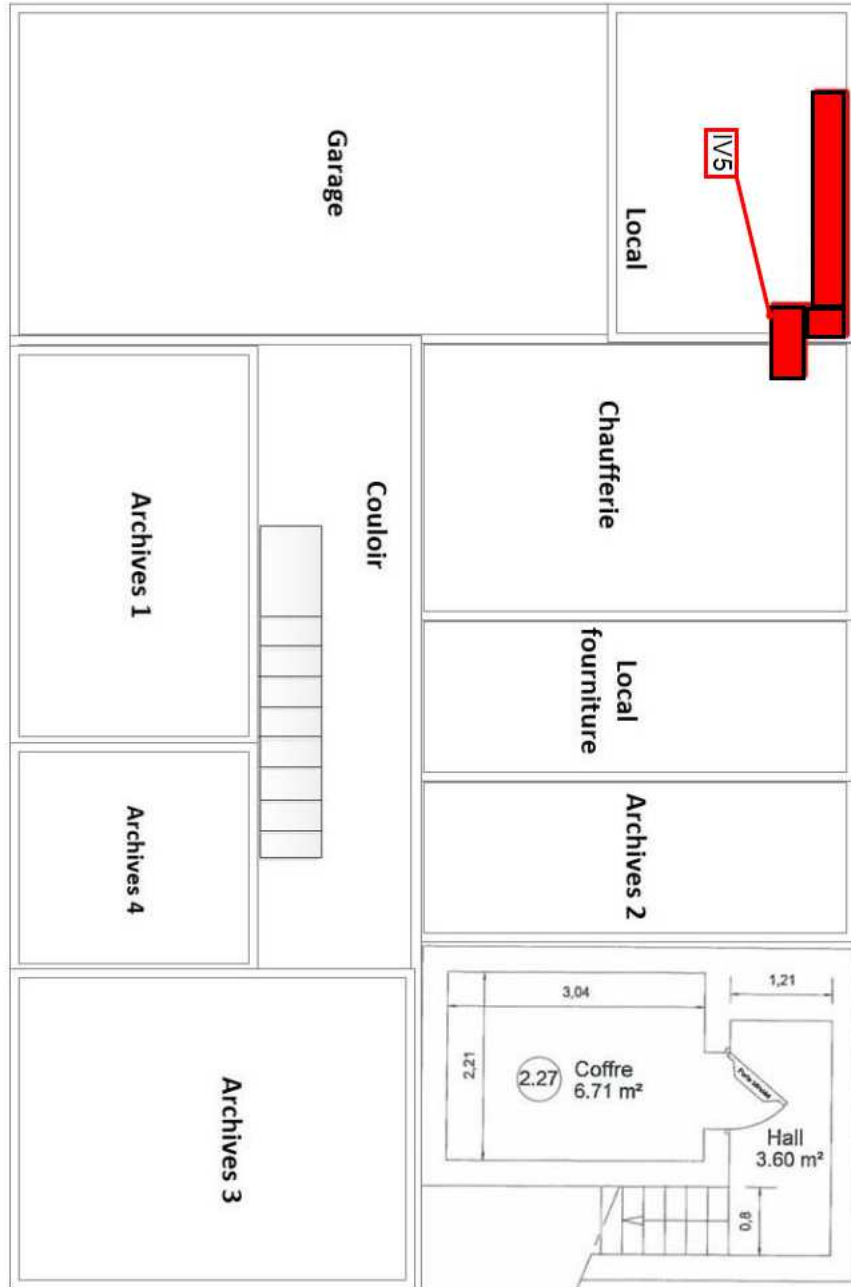 Garage
Local
IV5
Chaufferie
Couloir
Archives 1
Local
fourniture
Archives 4
Archives 2
1,21
3,04
2,21
2.27
Coffre
6.71 m²
Hall
3.60 m²
0,8
Archives 3